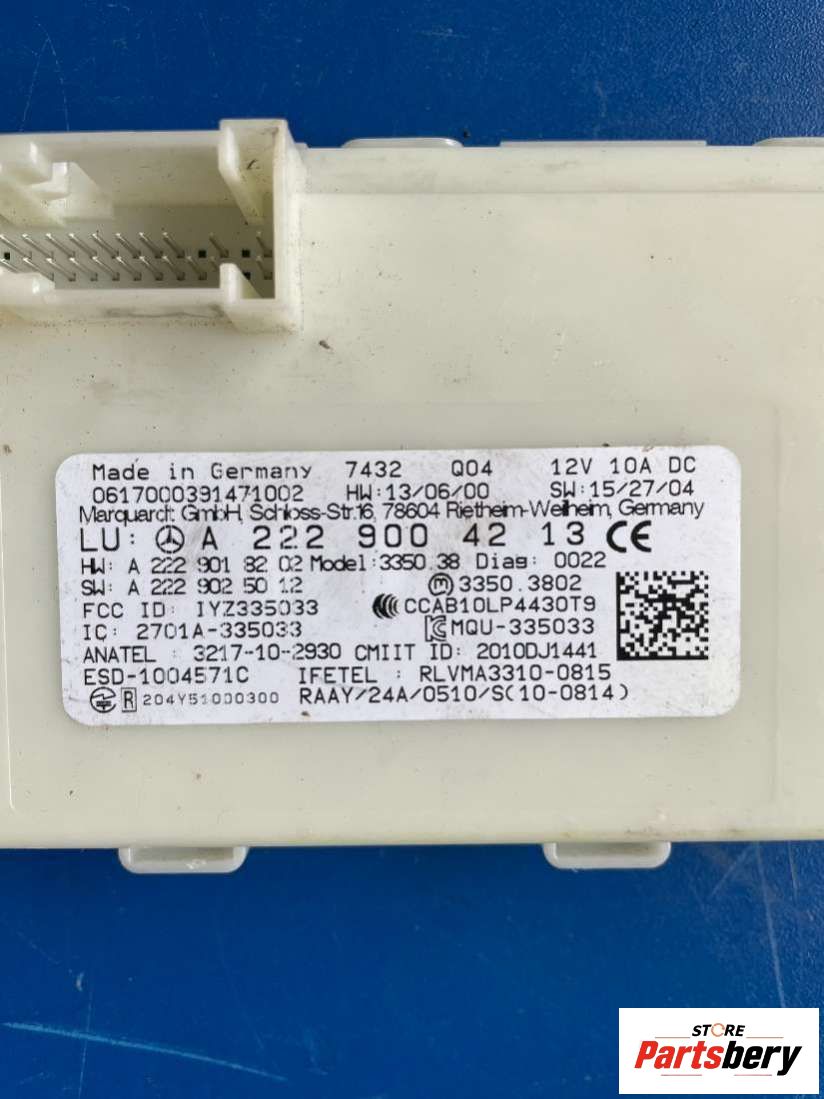 Made in Germany 7432 Q04 12V 10A DC
0617000391471002 HW:13/06/00 SW:15/27/04
Marquardt GmbH, Schloss-Str.16, 78604 Rietheim-Weilheim, Germany
LU: A 222 900 42 13 CE
HW: A 222 901 82 02 Model:3350.38 Diag: 0022
SW: A 222 902 50 12 M 3350.3802
FCC ID: IYZ335033 CCAB10LP4430T9
IC: 2701A-335033 MQU-335033
ANATEL : 3217-10-2930 CMIIT ID: 2010DJ1441
ESD-1004571C IFETEL : RLVMA3310-0815
R 204Y51000300 RAAY/24A/0510/S(10-0814)
STORE
Partsbery